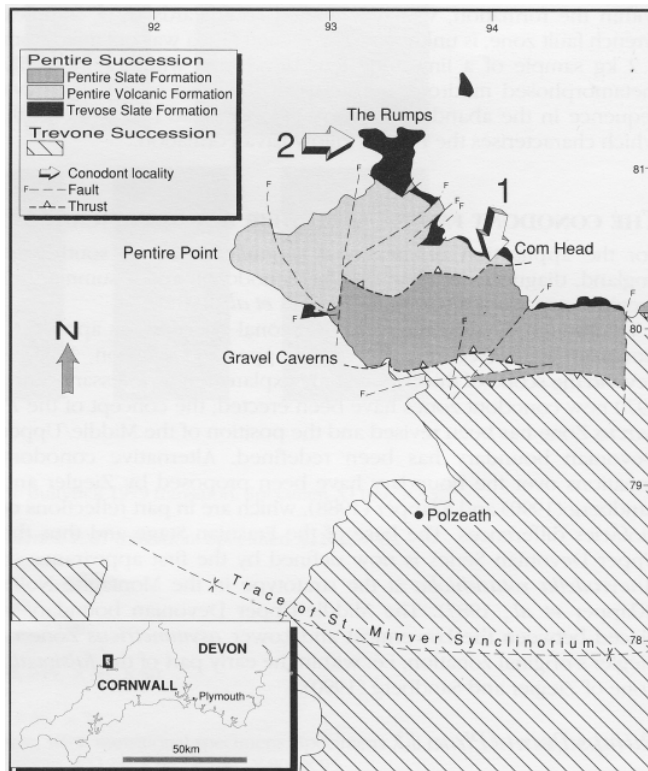 92
93
94
Pentire Succession
Pentire Slate Formation
Pentire Volcanic Formation
Trevose Slate Formation
Trevone Succession
Conodont locality
F Fault
Thrust
The Rumps
2
1
81
Com Head
Pentire Point
F
F
F
F
F
F
F
80
N
Gravel Caverns
F
79
Polzeath
Trace of St. Minver Synclinorium
78
DEVON
CORNWALL
Plymouth
50km